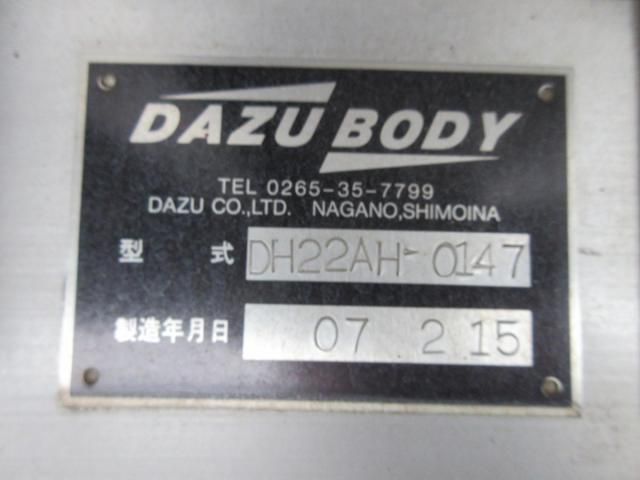 DAZU BODY
TEL 0265-35-7799
DAZU CO.,LTD. NAGANO,SHIMOINA
型 式 DH22AH-0147
製造年月日 07 2 15